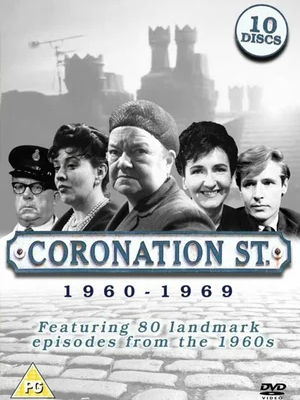 10
DISCS
CORONATION ST.
1960-1969
Featuring 80 landmark
episodes from the 1960s
PG
DVD
VIDEO